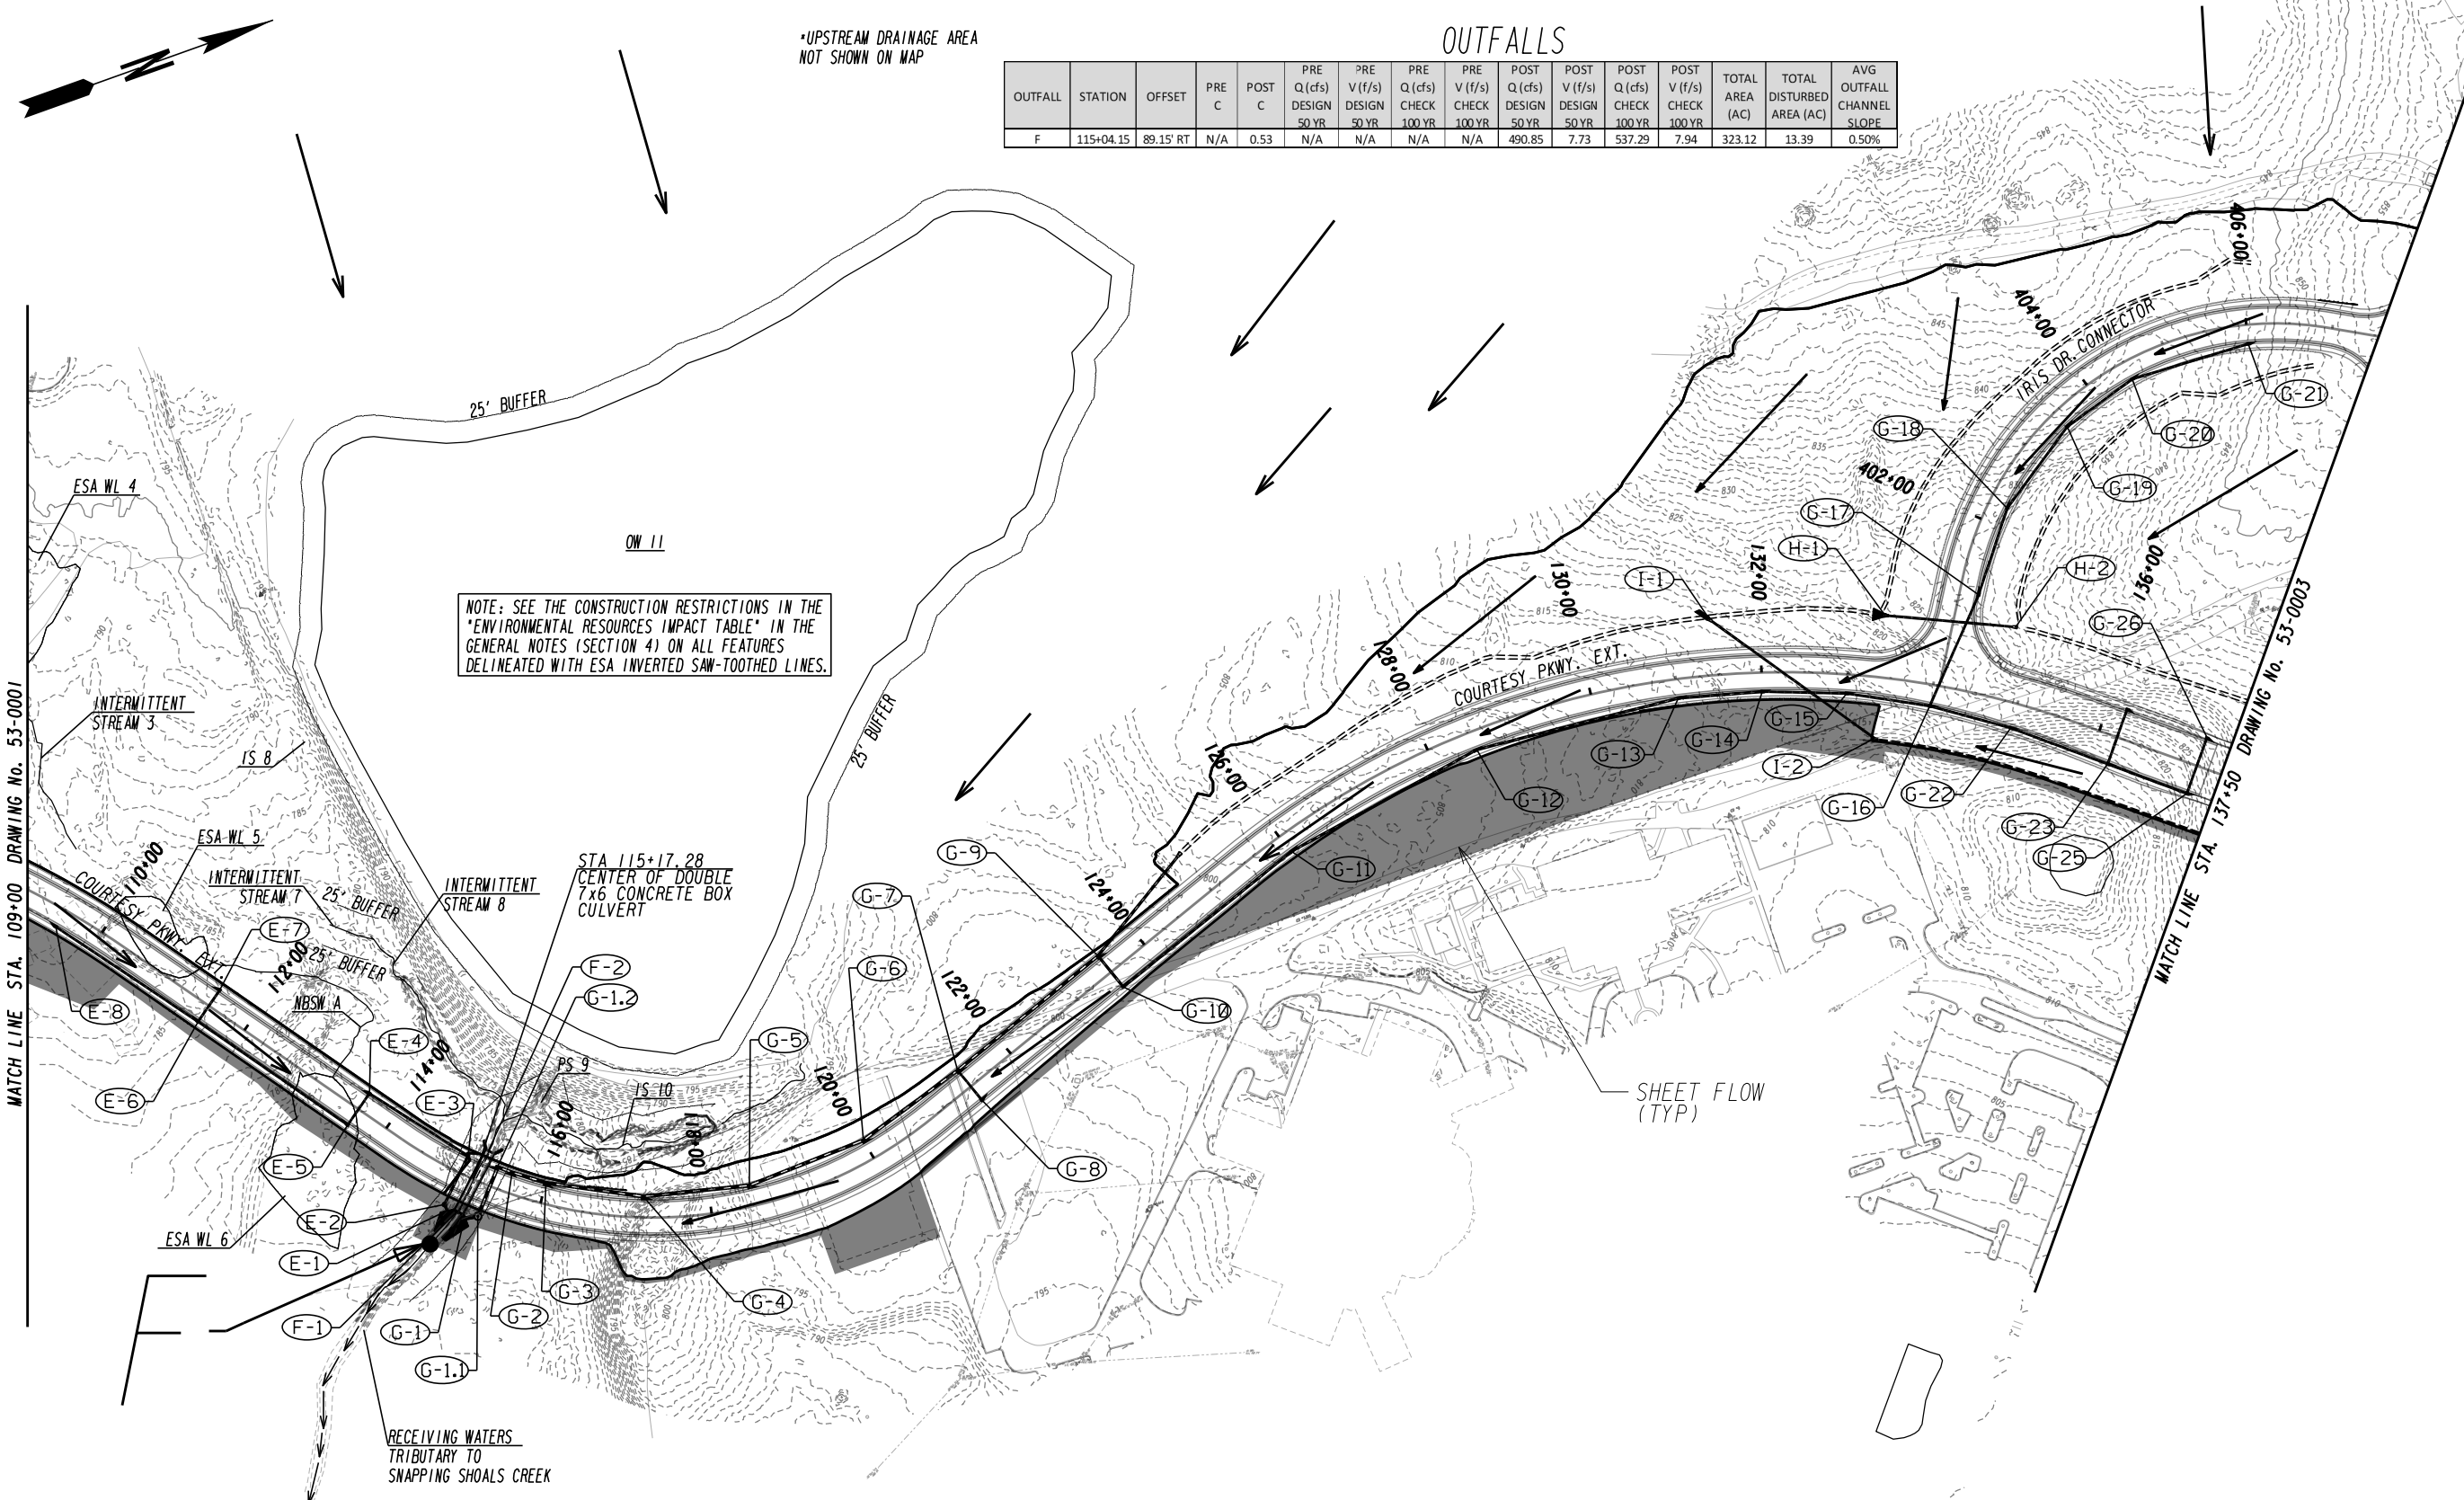 *UPSTREAM DRAINAGE AREA
NOT SHOWN ON MAP
OUTFALLS
OUTFALL STATION OFFSET PRE C POST C PRE Q (cfs) DESIGN 50 YR PRE V (f/s) DESIGN 50 YR PRE Q (cfs) CHECK 100 YR PRE V (f/s) CHECK 100 YR POST Q (cfs) DESIGN 50 YR POST V (f/s) DESIGN 50 YR POST Q (cfs) CHECK 100 YR POST V (f/s) CHECK 100 YR TOTAL AREA (AC) TOTAL DISTURBED AREA (AC) AVG OUTFALL CHANNEL SLOPE
F 115+04.15 89.15' RT N/A 0.53 N/A N/A N/A N/A 490.85 7.73 537.29 7.94 323.12 13.39 0.50%
N
25' BUFFER
OW 11
NOTE: SEE THE CONSTRUCTION RESTRICTIONS IN THE
"ENVIRONMENTAL RESOURCES IMPACT TABLE" IN THE
GENERAL NOTES (SECTION 4) ON ALL FEATURES
DELINEATED WITH ESA INVERTED SAW-TOOTHED LINES.
25' BUFFER
ESA WL 4
INTERMITTENT
STREAM 3
IS 8
ESA WL 5
INTERMITTENT
STREAM 7
25' BUFFER
25' BUFFER
INTERMITTENT
STREAM 8
NBSW A
STA 115+17.28
CENTER OF DOUBLE
7x6 CONCRETE BOX
CULVERT
MATCH LINE STA. 109+00 DRAWING No. 53-0001
COURTESY PKWY. EXT.
110+00
112+00
114+00
116+00
118+00
120+00
122+00
124+00
126+00
128+00
130+00
132+00
136+00
402+00
404+00
406+00
IRIS DR. CONNECTOR
COURTESY PKWY. EXT.
MATCH LINE STA. 137+50 DRAWING No. 53-0003
PS 9
IS 10
ESA WL 6
E-8
E-7
E-6
E-5
E-4
E-3
E-2
E-1
F-1
F-2
G-1.2
G-1
G-1.1
G-2
G-3
G-4
G-5
G-6
G-7
G-8
G-9
G-10
G-11
G-12
G-13
G-14
G-15
G-16
G-17
G-18
G-19
G-20
G-21
G-22
G-23
G-25
G-26
H-1
H-2
I-1
I-2
F
SHEET FLOW
(TYP)
RECEIVING WATERS
TRIBUTARY TO
SNAPPING SHOALS CREEK